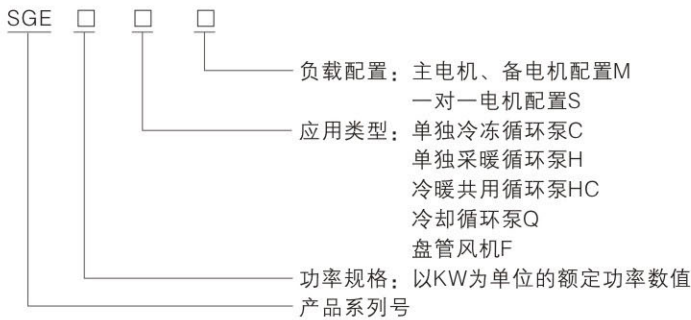 SGE □ □ □
负载配置：主电机、备电机配置M
一对一电机配置S
应用类型：单独冷冻循环泵C
单独采暖循环泵H
冷暖共用循环泵HC
冷却循环泵Q
盘管风机F
功率规格：以KW为单位的额定功率数值
产品系列号